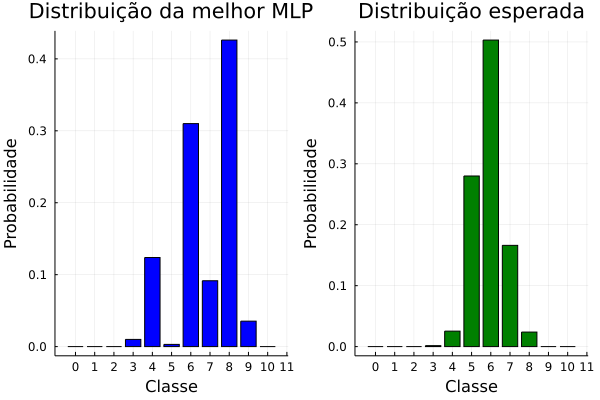 Distribuição da melhor MLP
Probabilidade
0.4
0.3
0.2
0.1
0.0
0 1 2 3 4 5 6 7 8 9 10 11
Classe
Distribuição esperada
Probabilidade
0.5
0.4
0.3
0.2
0.1
0.0
0 1 2 3 4 5 6 7 8 9 10 11
Classe